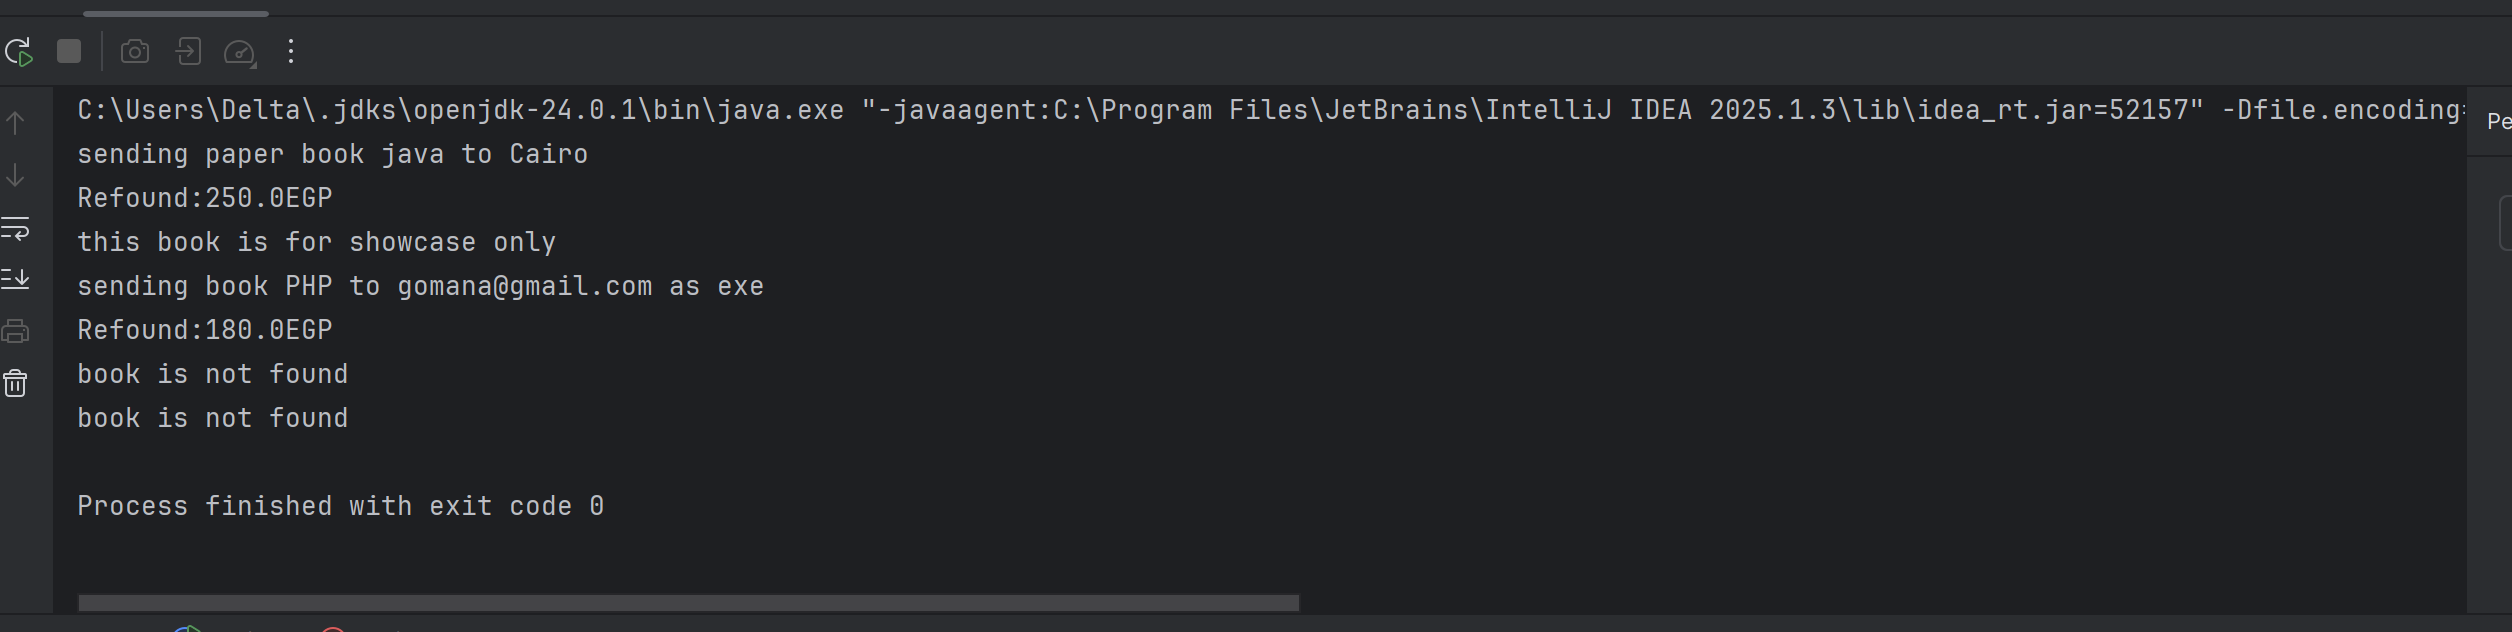 C:\Users\Delta\.jdks\openjdk-24.0.1\bin\java.exe "-javaagent:C:\Program Files\JetBrains\IntelliJ IDEA 2025.1.3\lib\idea_rt.jar=52157" -Dfile.encoding=
Pe
sending paper book java to Cairo
Refound:250.0EGP
this book is for showcase only
sending book PHP to gomana@gmail.com as exe
Refound:180.0EGP
book is not found
book is not found
Process finished with exit code 0